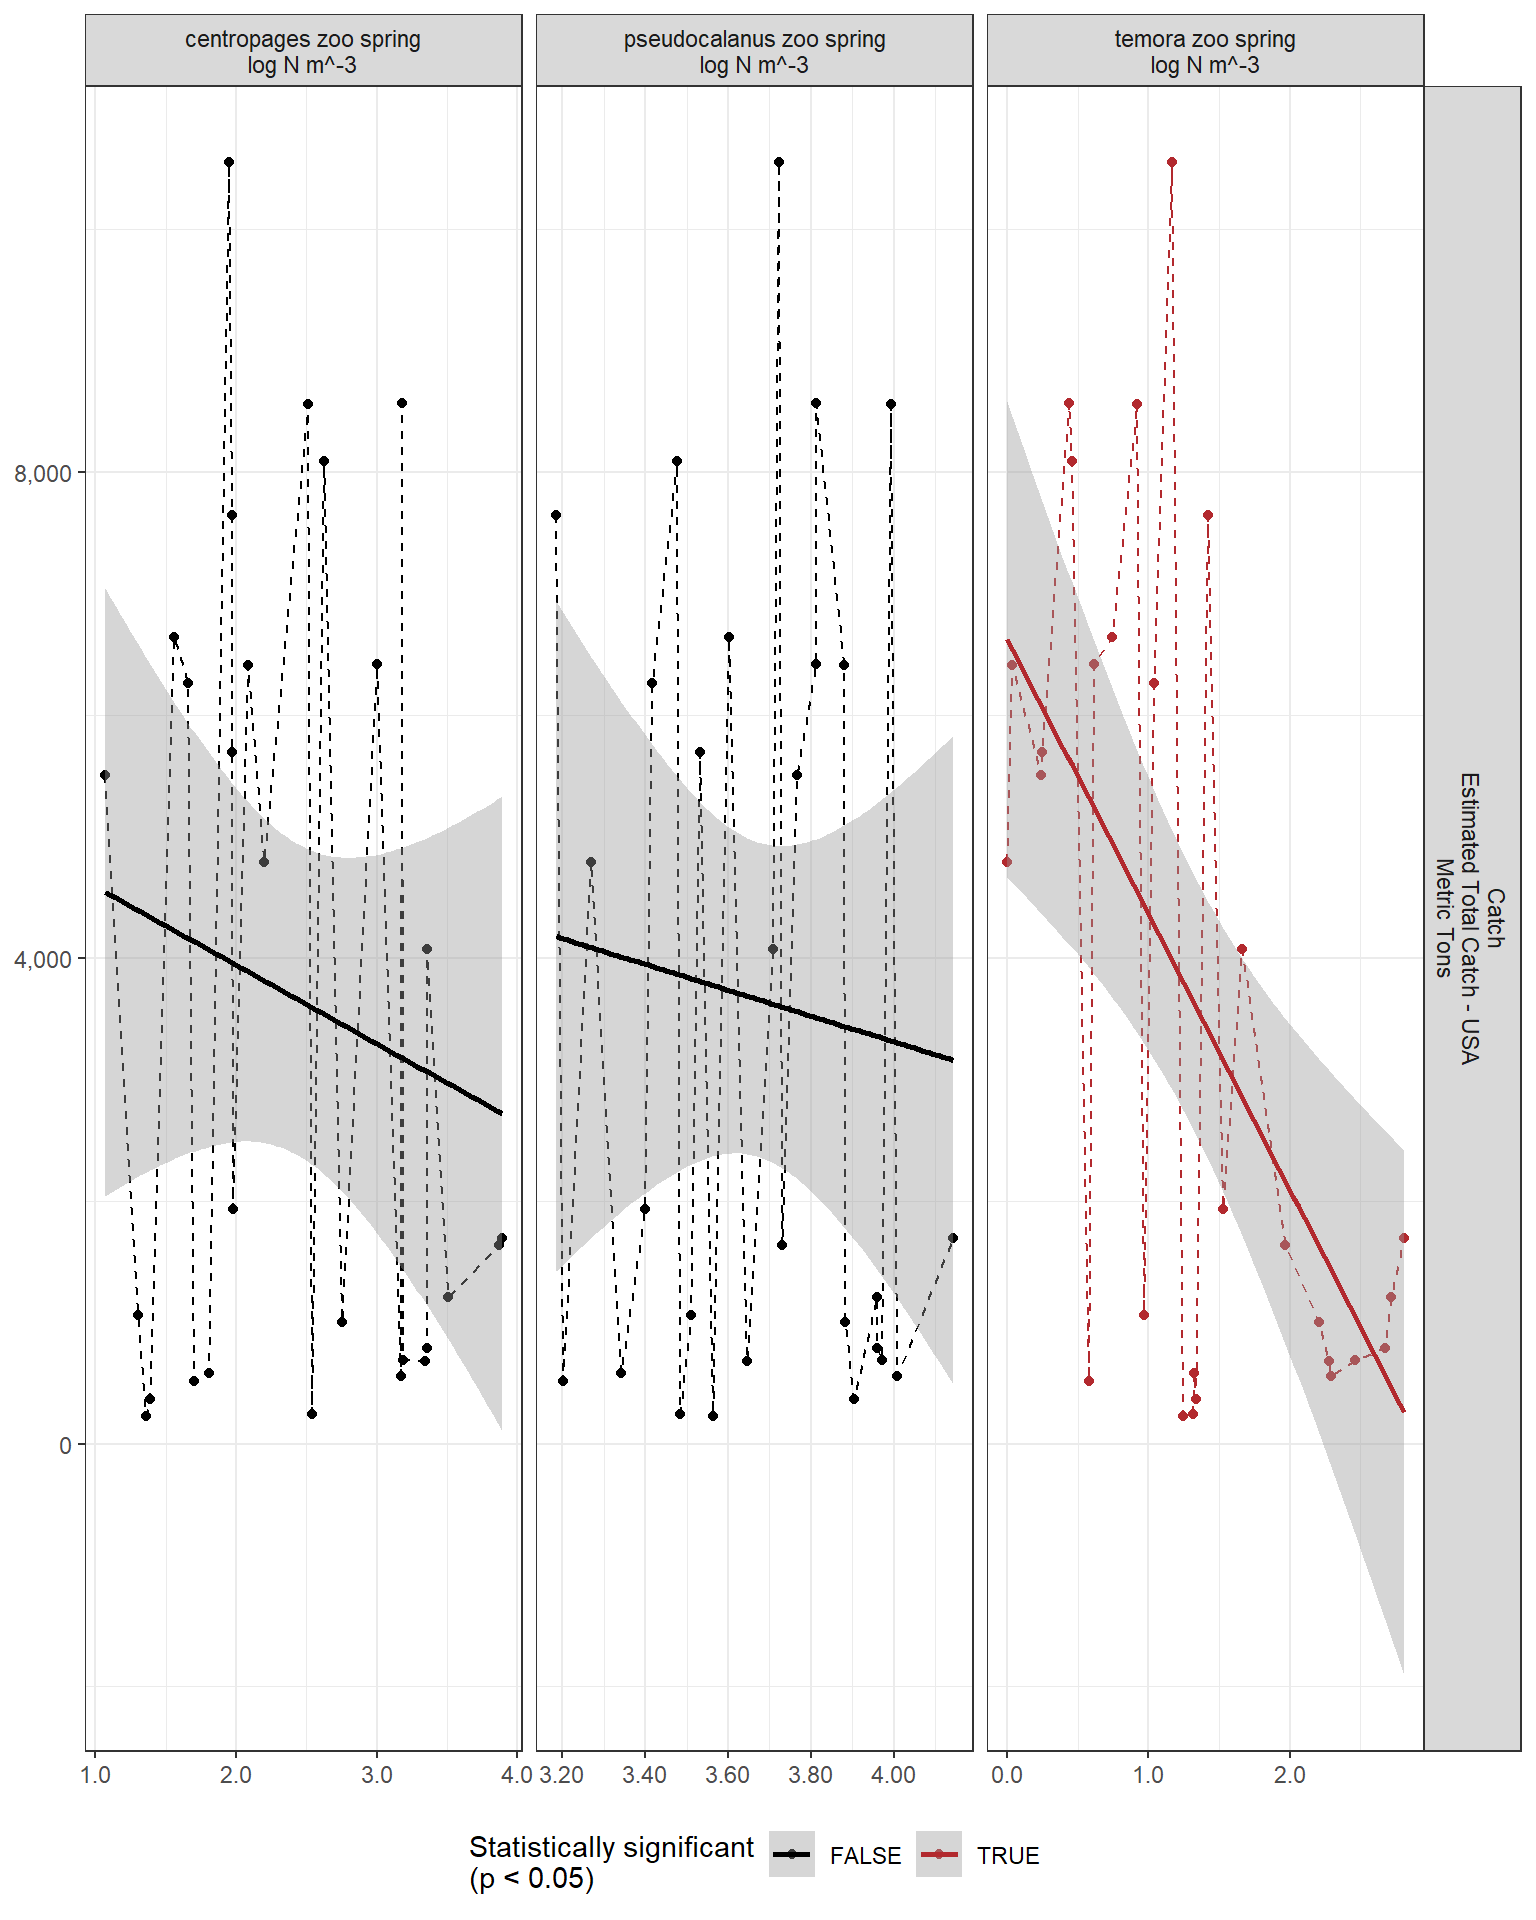 centropages zoo spring
log N m^-3
pseudocalanus zoo spring
log N m^-3
temora zoo spring
log N m^-3
8,000
4,000
0
Catch
Estimated Total Catch - USA
Metric Tons
1.0 2.0 3.0 4.0
3.20 3.40 3.60 3.80 4.00
0.0 1.0 2.0
Statistically significant
(p < 0.05)
FALSE
TRUE